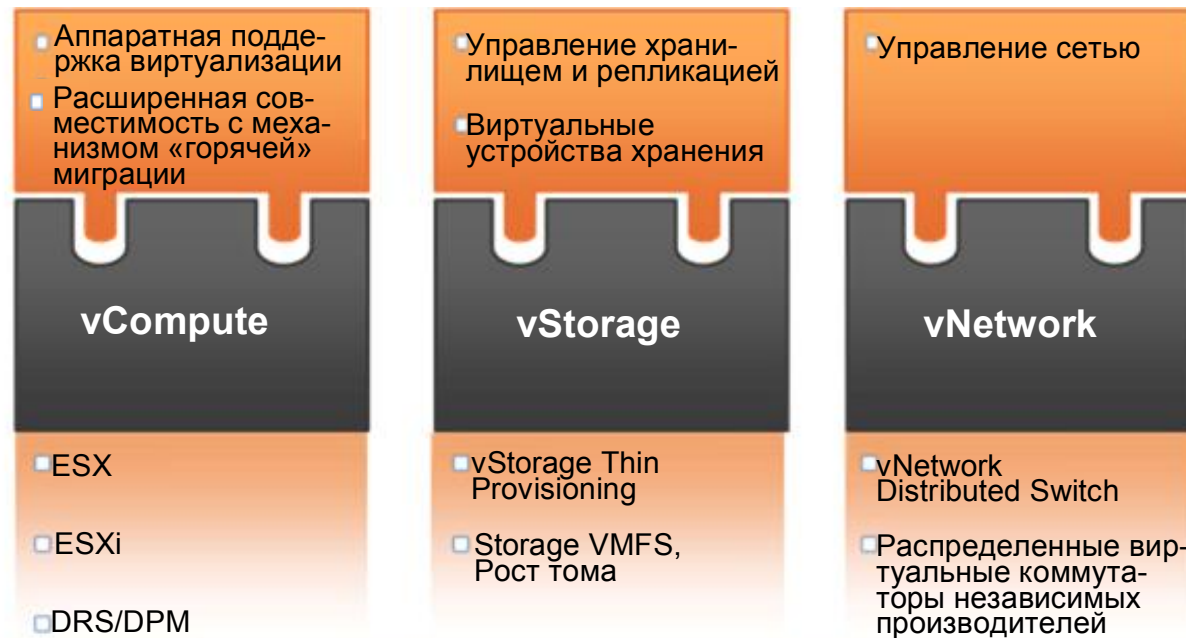 Аппаратная подде-
ржка виртуализации
Расширенная сов-
местимость с меха-
низмом «горячей»
миграции
vCompute
ESX
ESXi
DRS/DPM
Управление храни-
лищем и репликацией
Виртуальные
устройства хранения
vStorage
vStorage Thin
Provisioning
Storage VMFS,
Рост тома
Управление сетью
vNetwork
vNetwork
Distributed Switch
Распределенные вир-
туальные коммута-
торы независимых
производителей